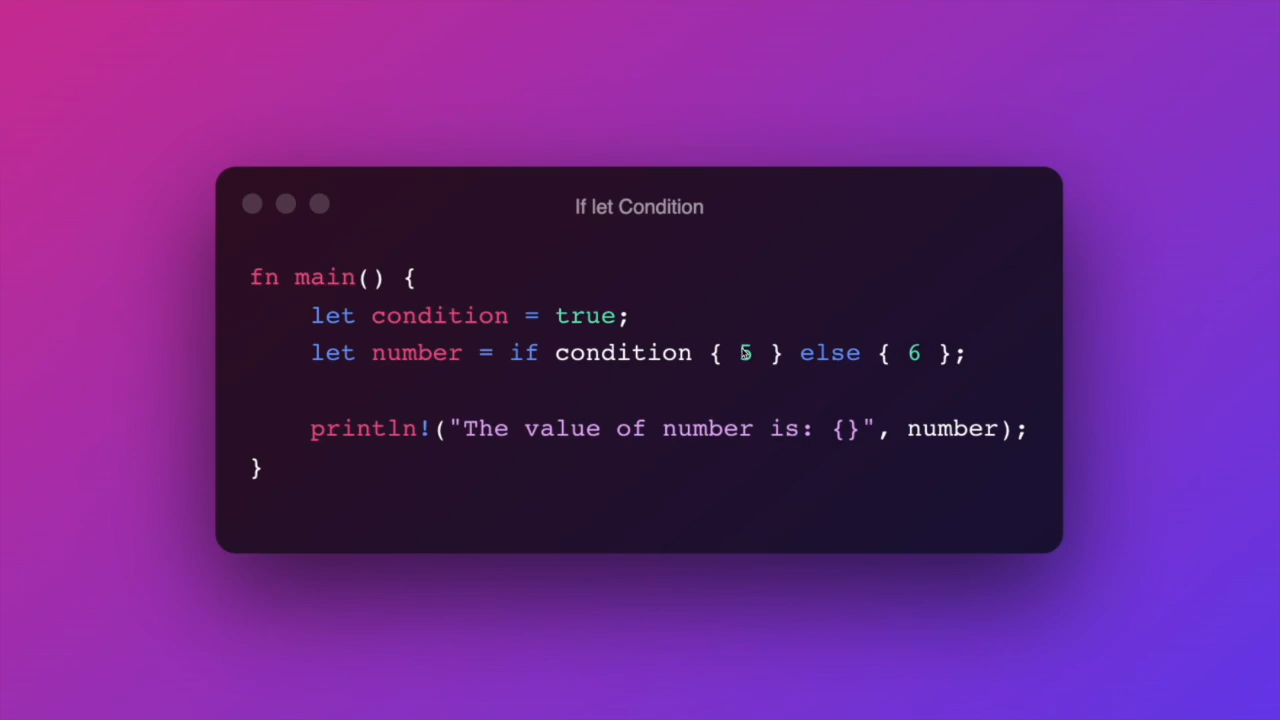 If let Condition
fn main() {
    let condition = true;
    let number = if condition { 5 } else { 6 };
    println!("The value of number is: {}", number);
}